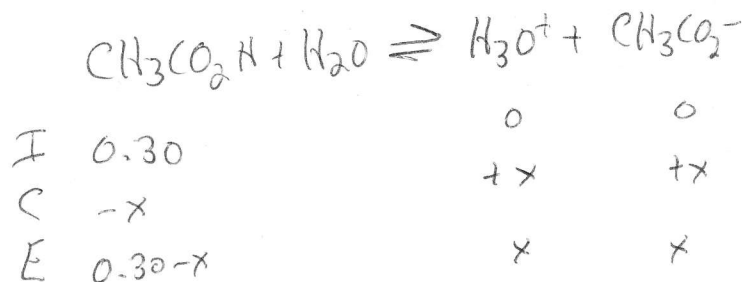 CH₃CO₂H + H₂O ⇌ H₃O⁺ + CH₃CO₂⁻
I 0.30 0 0
C -x +x +x
E 0.30-x x x